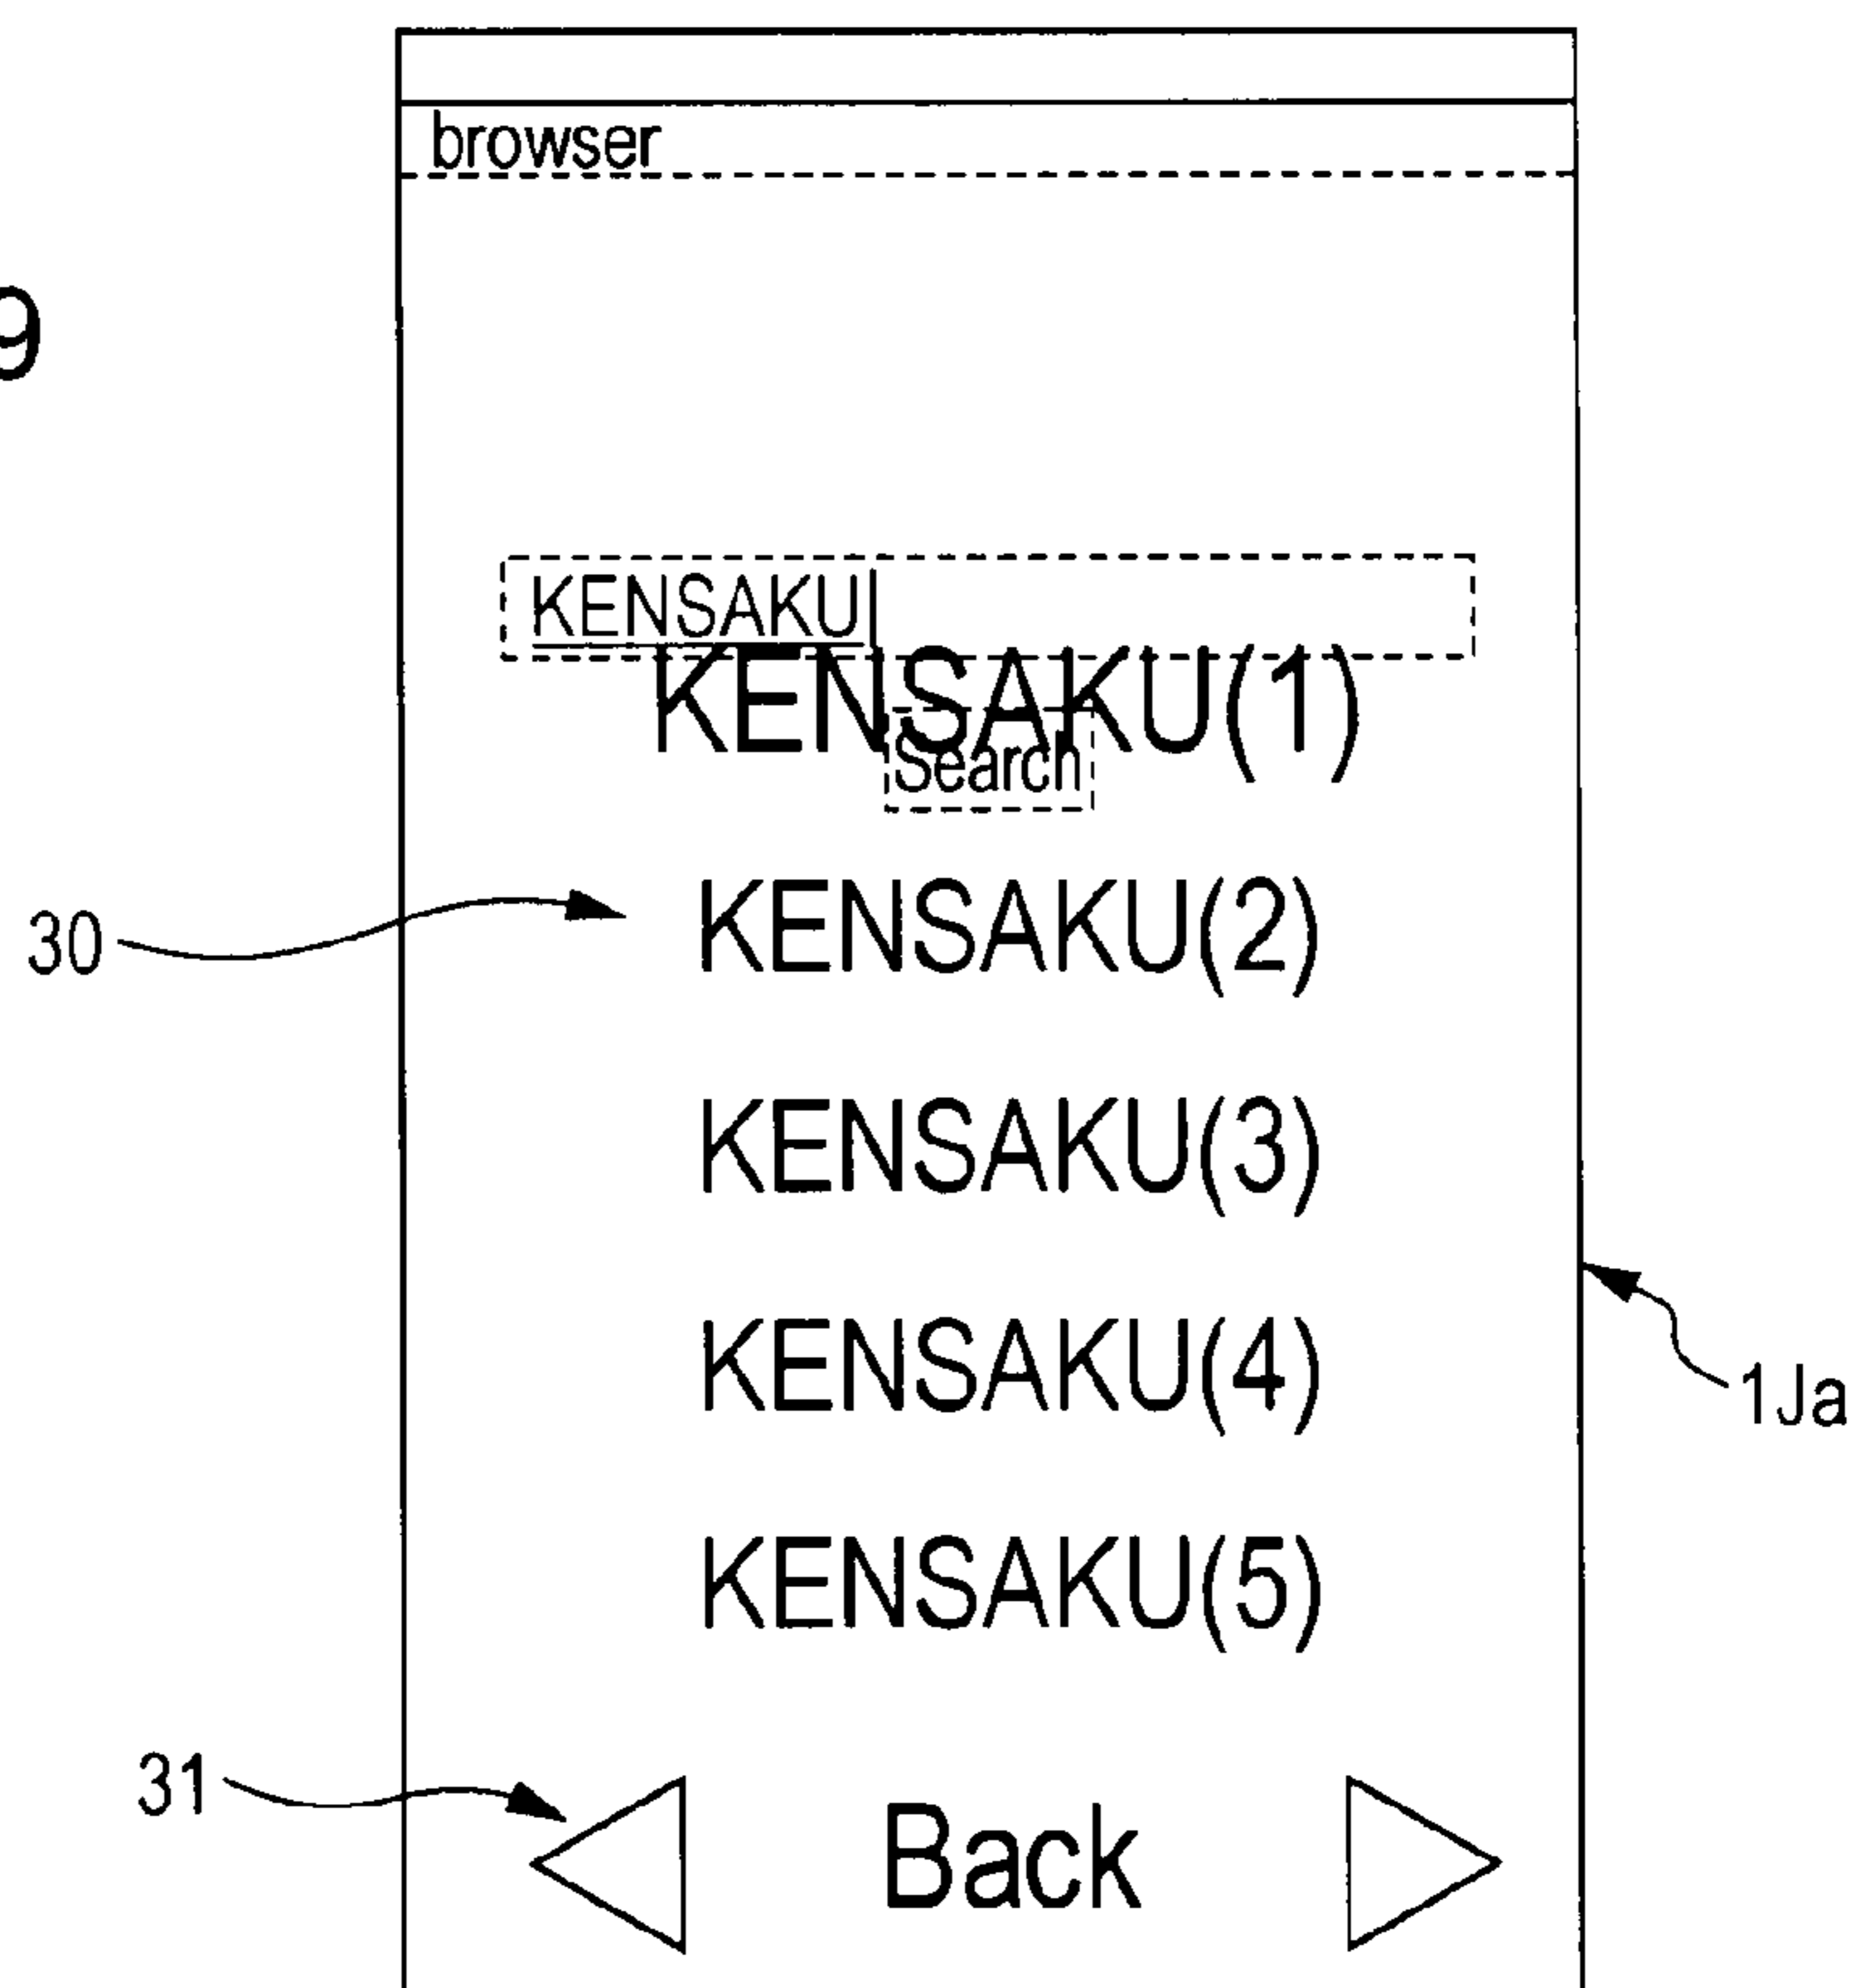 browser
9
KENSAKU
KENSAKU(1)
Search
30
KENSAKU(2)
KENSAKU(3)
KENSAKU(4)
1Ja
KENSAKU(5)
31
Back